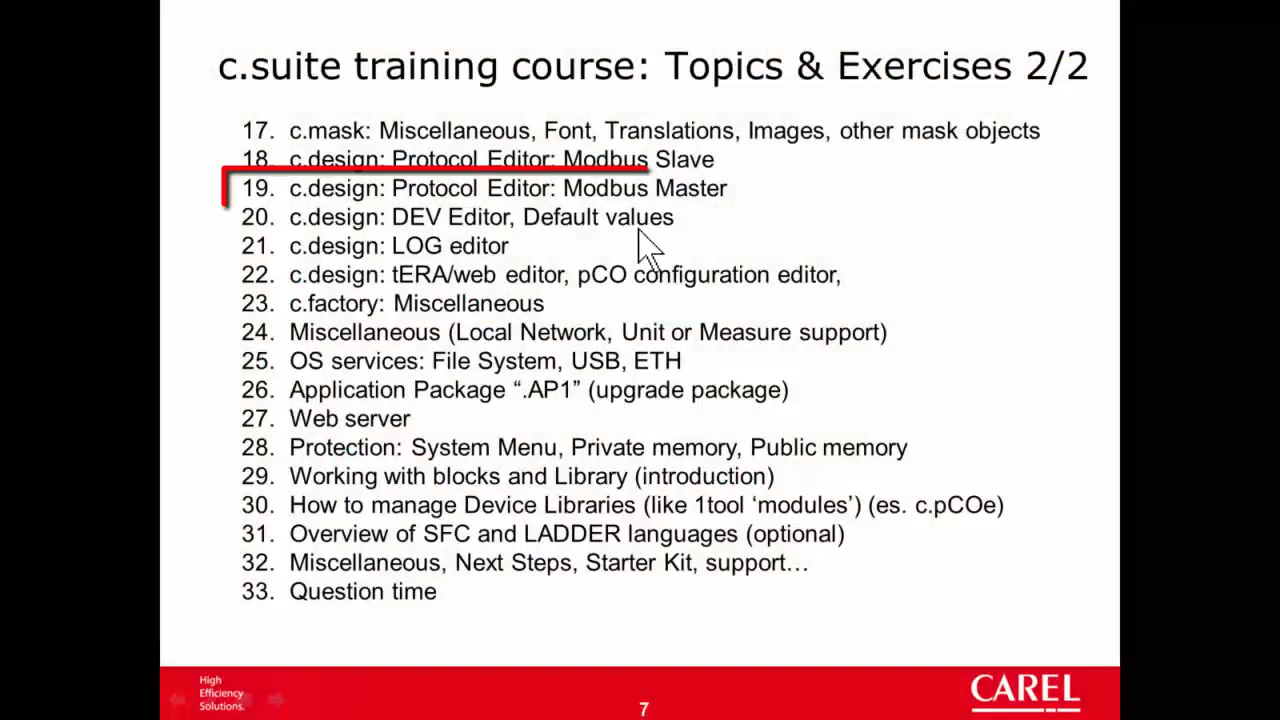 c.suite training course: Topics & Exercises 2/2
17. c.mask: Miscellaneous, Font, Translations, Images, other mask objects
18. c.design: Protocol Editor: Modbus Slave
19. c.design: Protocol Editor: Modbus Master
20. c.design: DEV Editor, Default values
21. c.design: LOG editor
22. c.design: tERA/web editor, pCO configuration editor,
23. c.factory: Miscellaneous
24. Miscellaneous (Local Network, Unit or Measure support)
25. OS services: File System, USB, ETH
26. Application Package “.AP1” (upgrade package)
27. Web server
28. Protection: System Menu, Private memory, Public memory
29. Working with blocks and Library (introduction)
30. How to manage Device Libraries (like 1tool ‘modules’) (es. c.pCOe)
31. Overview of SFC and LADDER languages (optional)
32. Miscellaneous, Next Steps, Starter Kit, support…
33. Question time
High
Efficiency
Solutions.
7
CAREL